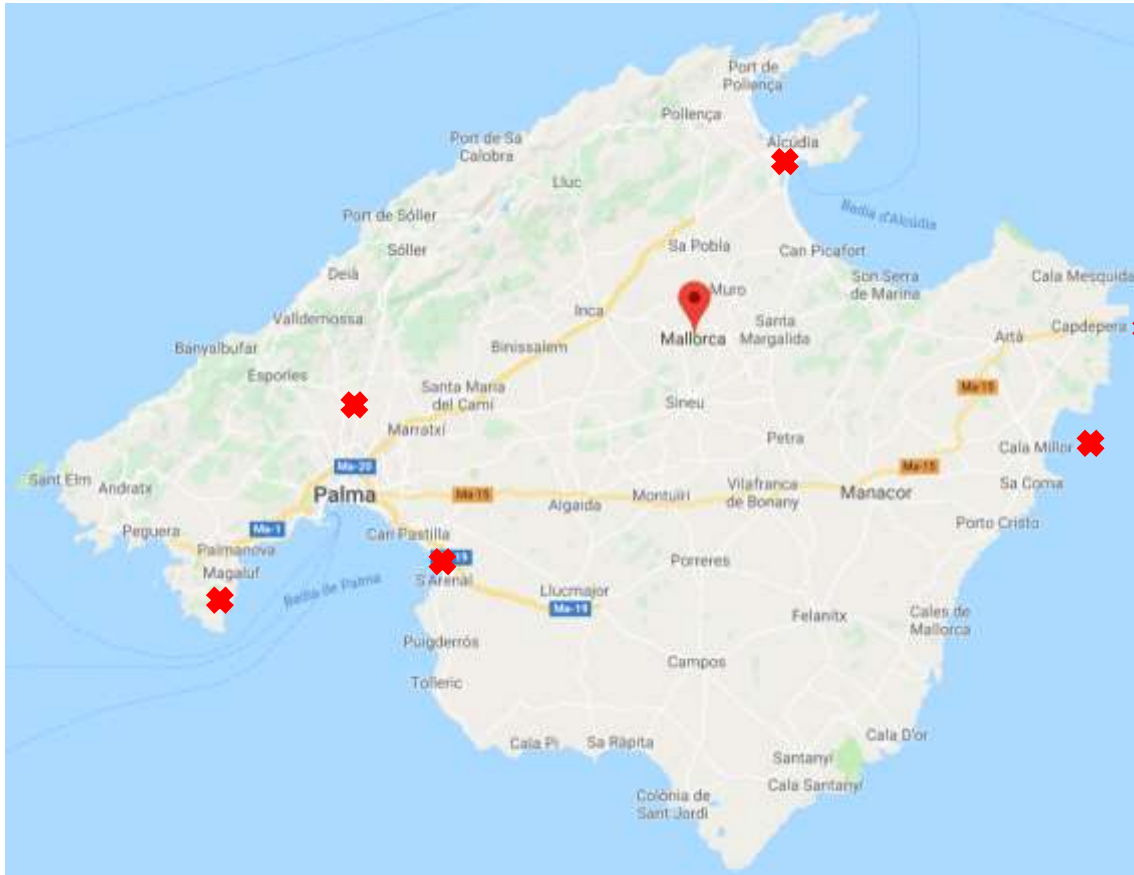 Port de
Pollença
Pollença
Alcúdia
Port de Sa
Calobra
Lluc
Badia d'Alcúdia
Port de Sóller
Sóller
Sa Pobla
Can Picafort
Deià
Son Serra
de Marina
Cala Mesquida
Muro
Valldemossa
Inca
Santa
Margalida
Mallorca
Capdepera
Artà
Banyalbufar
Binissalem
Esporles
Santa Maria
del Camí
Ma-15
Sineu
Marratxí
Petra
Cala Millor
Ma-20
Ma-15
Sant Elm
Andratx
Palma
Ma-15
Algaida
Montuïri
Vilafranca
de Bonany
Manacor
Sa Coma
Peguera
Ma-1
Can Pastilla
Porto Cristo
Palmanova
Magaluf
Badia de Palma
S'Arenal
Porreres
Llucmajor
Ma-19
Felanitx
Cales de
Mallorca
Puigderrós
Campos
Tolleric
Cala Pi
Sa Ràpita
Cala D'or
Santanyí
Cala Santanyí
Colònia de
Sant Jordi